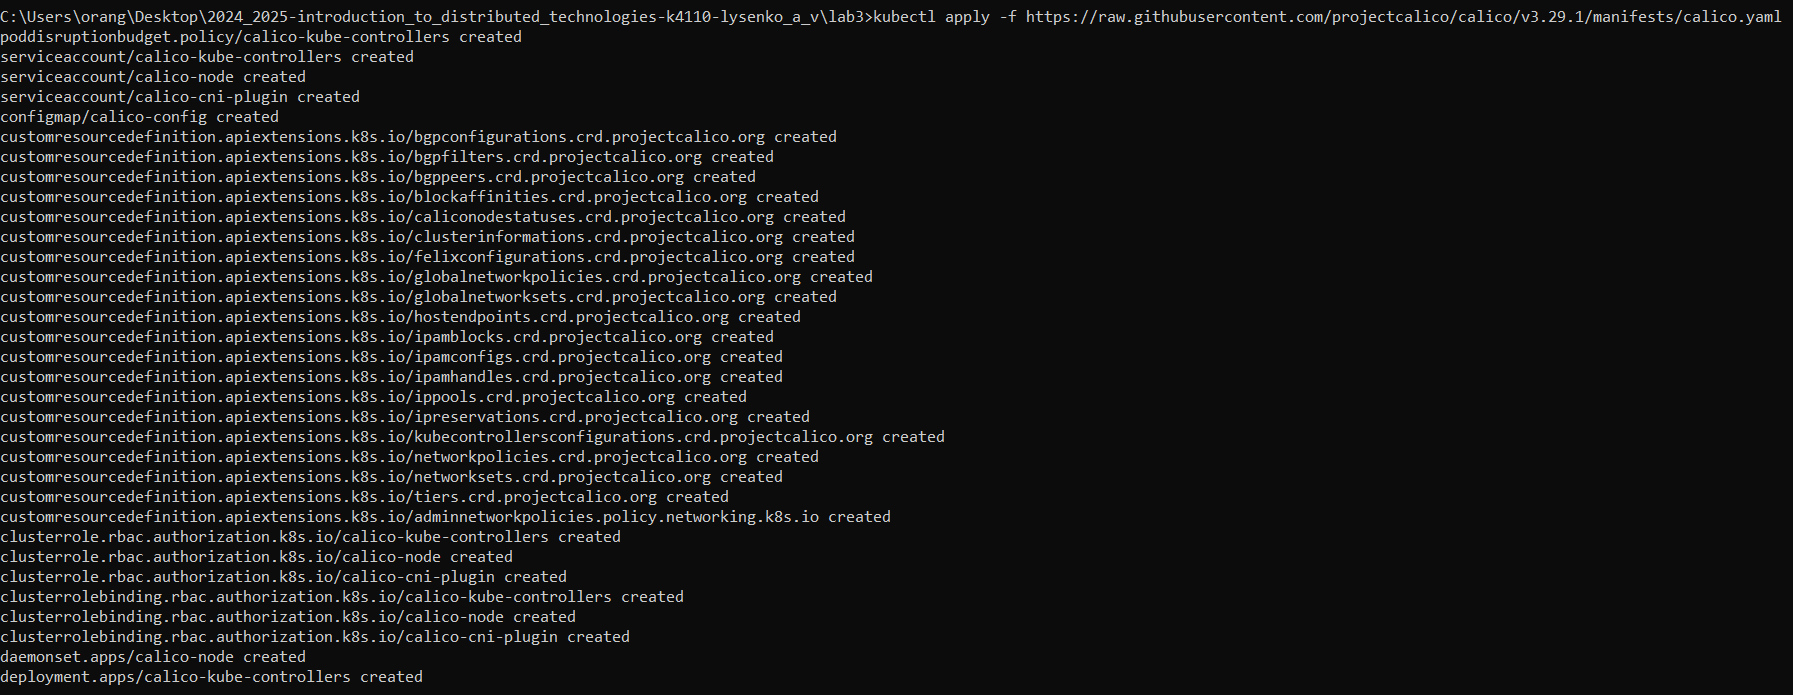 C:\Users\orang\Desktop\2024_2025-introduction_to_distributed_technologies-k4110-lysenko_a_v\lab3>kubectl apply -f https://raw.githubusercontent.com/projectcalico/calico/v3.29.1/manifests/calico.yaml
poddisruptionbudget.policy/calico-kube-controllers created
serviceaccount/calico-kube-controllers created
serviceaccount/calico-node created
serviceaccount/calico-cni-plugin created
configmap/calico-config created
customresourcedefinition.apiextensions.k8s.io/bgpconfigurations.crd.projectcalico.org created
customresourcedefinition.apiextensions.k8s.io/bgpfilters.crd.projectcalico.org created
customresourcedefinition.apiextensions.k8s.io/bgppeers.crd.projectcalico.org created
customresourcedefinition.apiextensions.k8s.io/blockaffinities.crd.projectcalico.org created
customresourcedefinition.apiextensions.k8s.io/caliconodestatuses.crd.projectcalico.org created
customresourcedefinition.apiextensions.k8s.io/clusterinformations.crd.projectcalico.org created
customresourcedefinition.apiextensions.k8s.io/felixconfigurations.crd.projectcalico.org created
customresourcedefinition.apiextensions.k8s.io/globalnetworkpolicies.crd.projectcalico.org created
customresourcedefinition.apiextensions.k8s.io/globalnetworksets.crd.projectcalico.org created
customresourcedefinition.apiextensions.k8s.io/hostendpoints.crd.projectcalico.org created
customresourcedefinition.apiextensions.k8s.io/ipamblocks.crd.projectcalico.org created
customresourcedefinition.apiextensions.k8s.io/ipamconfigs.crd.projectcalico.org created
customresourcedefinition.apiextensions.k8s.io/ipamhandles.crd.projectcalico.org created
customresourcedefinition.apiextensions.k8s.io/ippools.crd.projectcalico.org created
customresourcedefinition.apiextensions.k8s.io/ipreservations.crd.projectcalico.org created
customresourcedefinition.apiextensions.k8s.io/kubecontrollersconfigurations.crd.projectcalico.org created
customresourcedefinition.apiextensions.k8s.io/networkpolicies.crd.projectcalico.org created
customresourcedefinition.apiextensions.k8s.io/networksets.crd.projectcalico.org created
customresourcedefinition.apiextensions.k8s.io/tiers.crd.projectcalico.org created
customresourcedefinition.apiextensions.k8s.io/adminnetworkpolicies.policy.networking.k8s.io created
clusterrole.rbac.authorization.k8s.io/calico-kube-controllers created
clusterrole.rbac.authorization.k8s.io/calico-node created
clusterrole.rbac.authorization.k8s.io/calico-cni-plugin created
clusterrolebinding.rbac.authorization.k8s.io/calico-kube-controllers created
clusterrolebinding.rbac.authorization.k8s.io/calico-node created
clusterrolebinding.rbac.authorization.k8s.io/calico-cni-plugin created
daemonset.apps/calico-node created
deployment.apps/calico-kube-controllers created